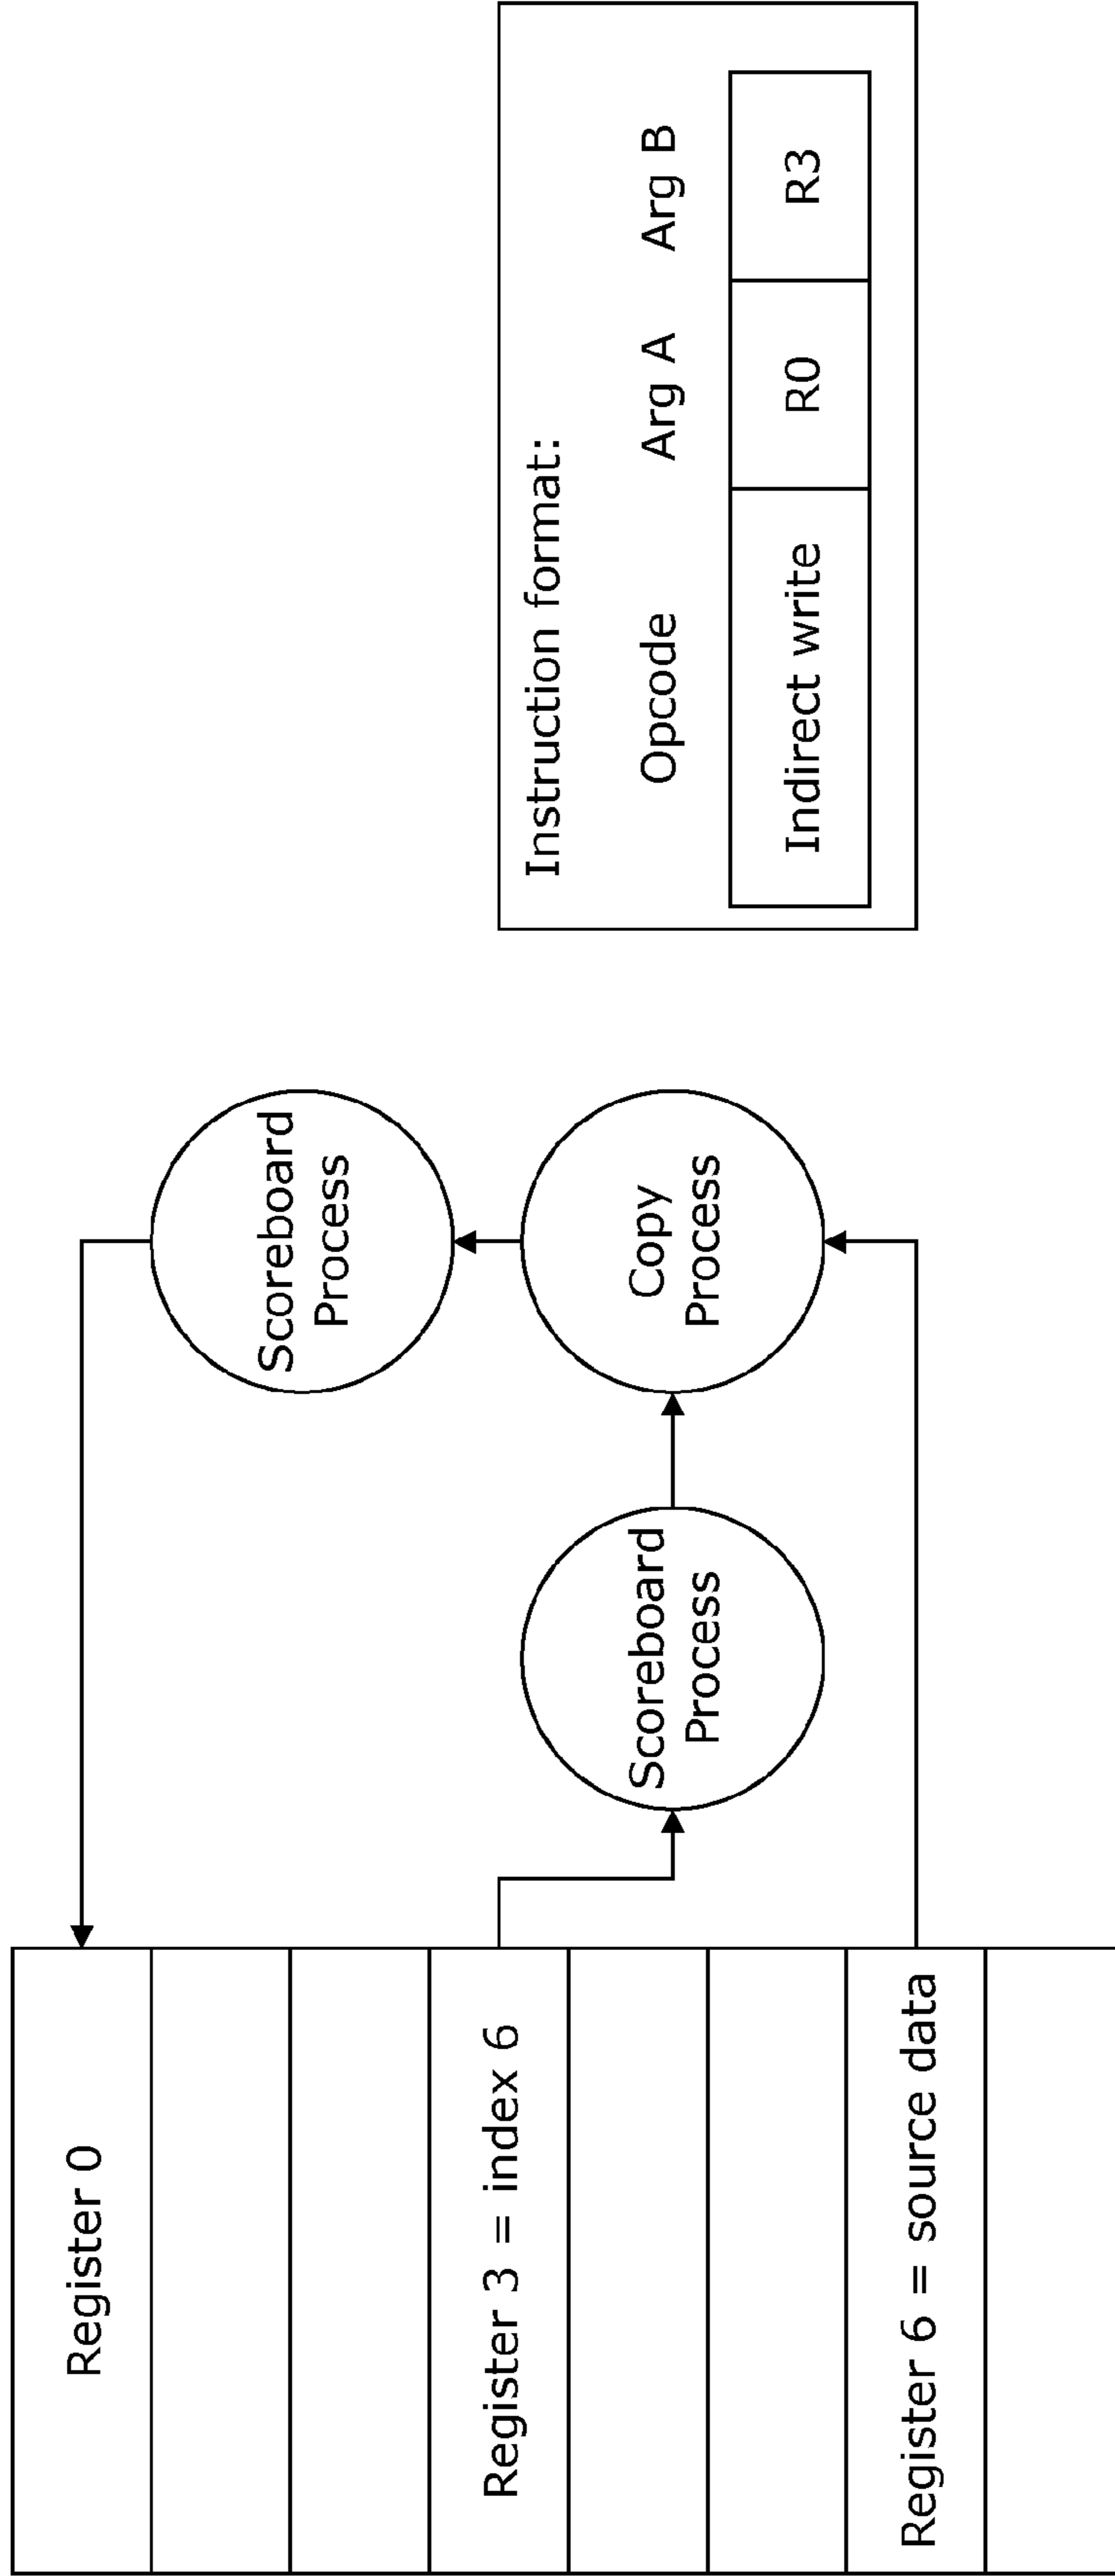 Register 0
Register 3 = index 6
Register 6 = source data
Scoreboard
Process
Scoreboard
Process
Copy
Process
Instruction format:
Opcode Arg A Arg B
Indirect write R0 R3